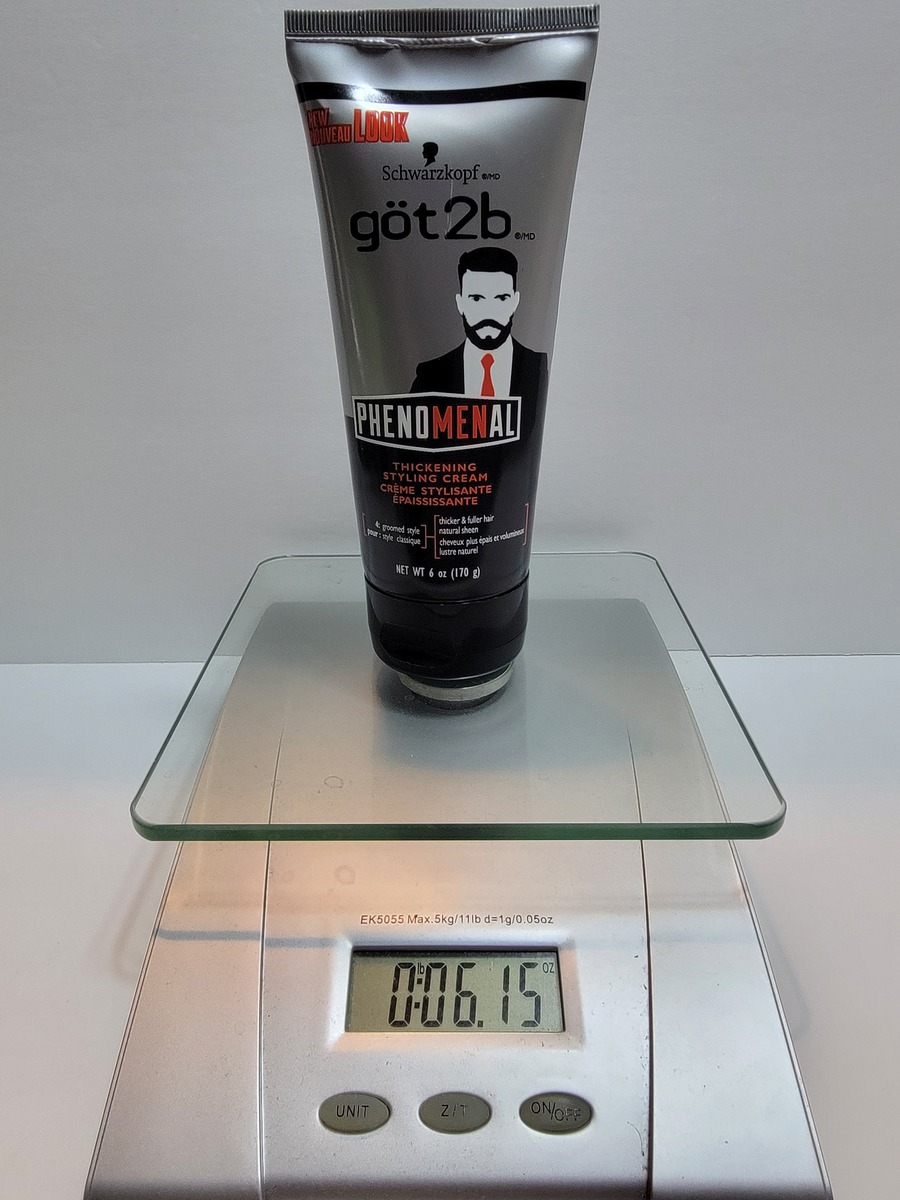 NEW
NOUVEAU LOOK
Schwarzkopf ®/MD
göt2b ®/MD
PHENOMENAL
THICKENING
STYLING CREAM
CRÈME STYLISANTE
ÉPAISSISSANTE
4: groomed style
pour : style classique
thicker & fuller hair
natural sheen
cheveux plus épais et volumineux
lustre naturel
NET WT 6 oz (170 g)
EK5055 Max.5kg/11lb d=1g/0.05oz
0:06.15 lb oz
UNIT Z/T ON/OFF